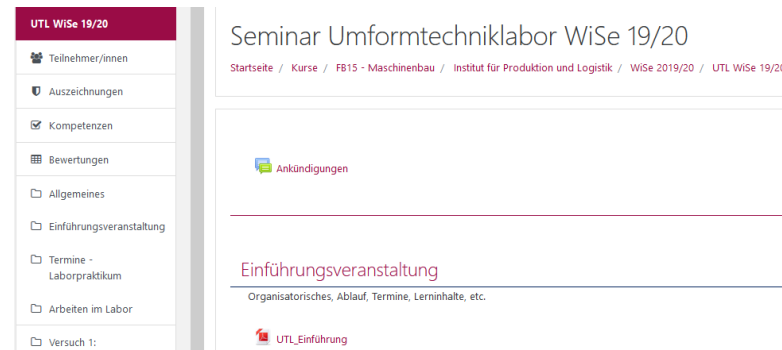 UTL WiSe 19/20
Teilnehmer/innen
Auszeichnungen
Kompetenzen
Bewertungen
Allgemeines
Einführungsveranstaltung
Termine -
Laborpraktikum
Arbeiten im Labor
Versuch 1:
Seminar Umformtechniklabor WiSe 19/20
Startseite / Kurse / FB15 - Maschinenbau / Institut für Produktion und Logistik / WiSe 2019/20 / UTL WiSe 19/20
Ankündigungen
Einführungsveranstaltung
Organisatorisches, Ablauf, Termine, Lerninhalte, etc.
UTL_Einführung